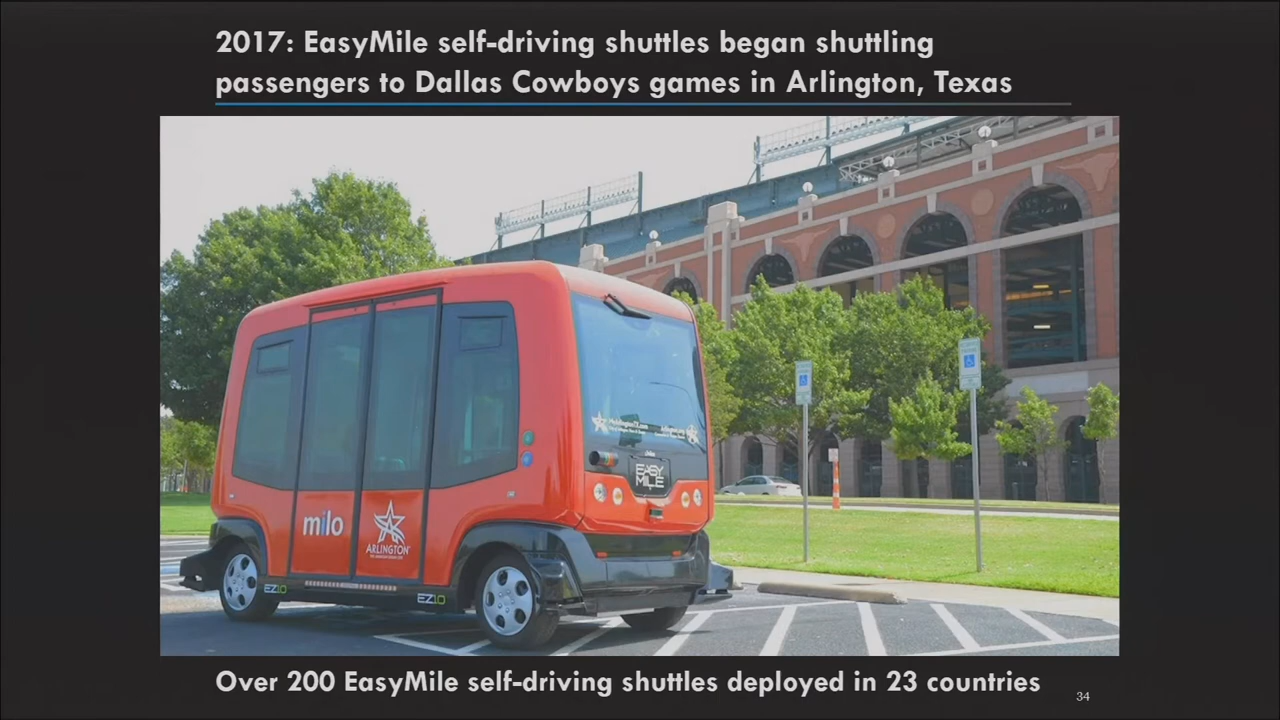 2017: EasyMile self-driving shuttles began shuttling
passengers to Dallas Cowboys games in Arlington, Texas
EASY
MILE
milo
ARLINGTON
EZ10
EZ10
Over 200 EasyMile self-driving shuttles deployed in 23 countries
34